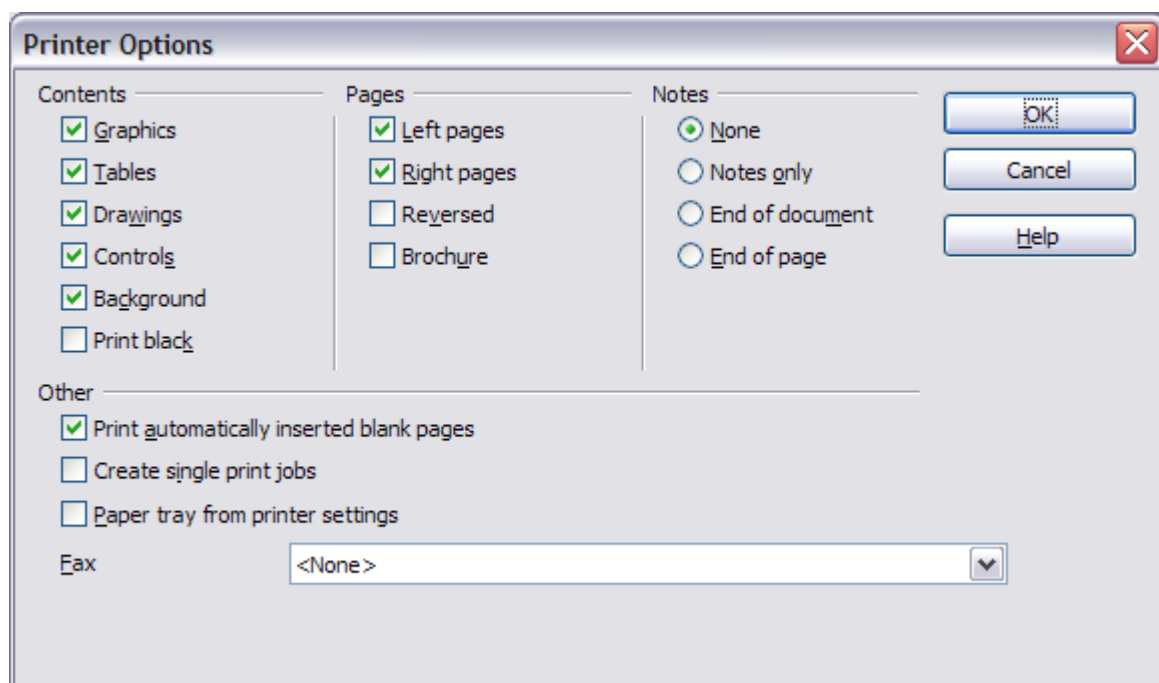 Printer Options
Contents
Graphics
Tables
Drawings
Controls
Background
Print black
Pages
Left pages
Right pages
Reversed
Brochure
Notes
None
Notes only
End of document
End of page
OK
Cancel
Help
Other
Print automatically inserted blank pages
Create single print jobs
Paper tray from printer settings
Fax <None>